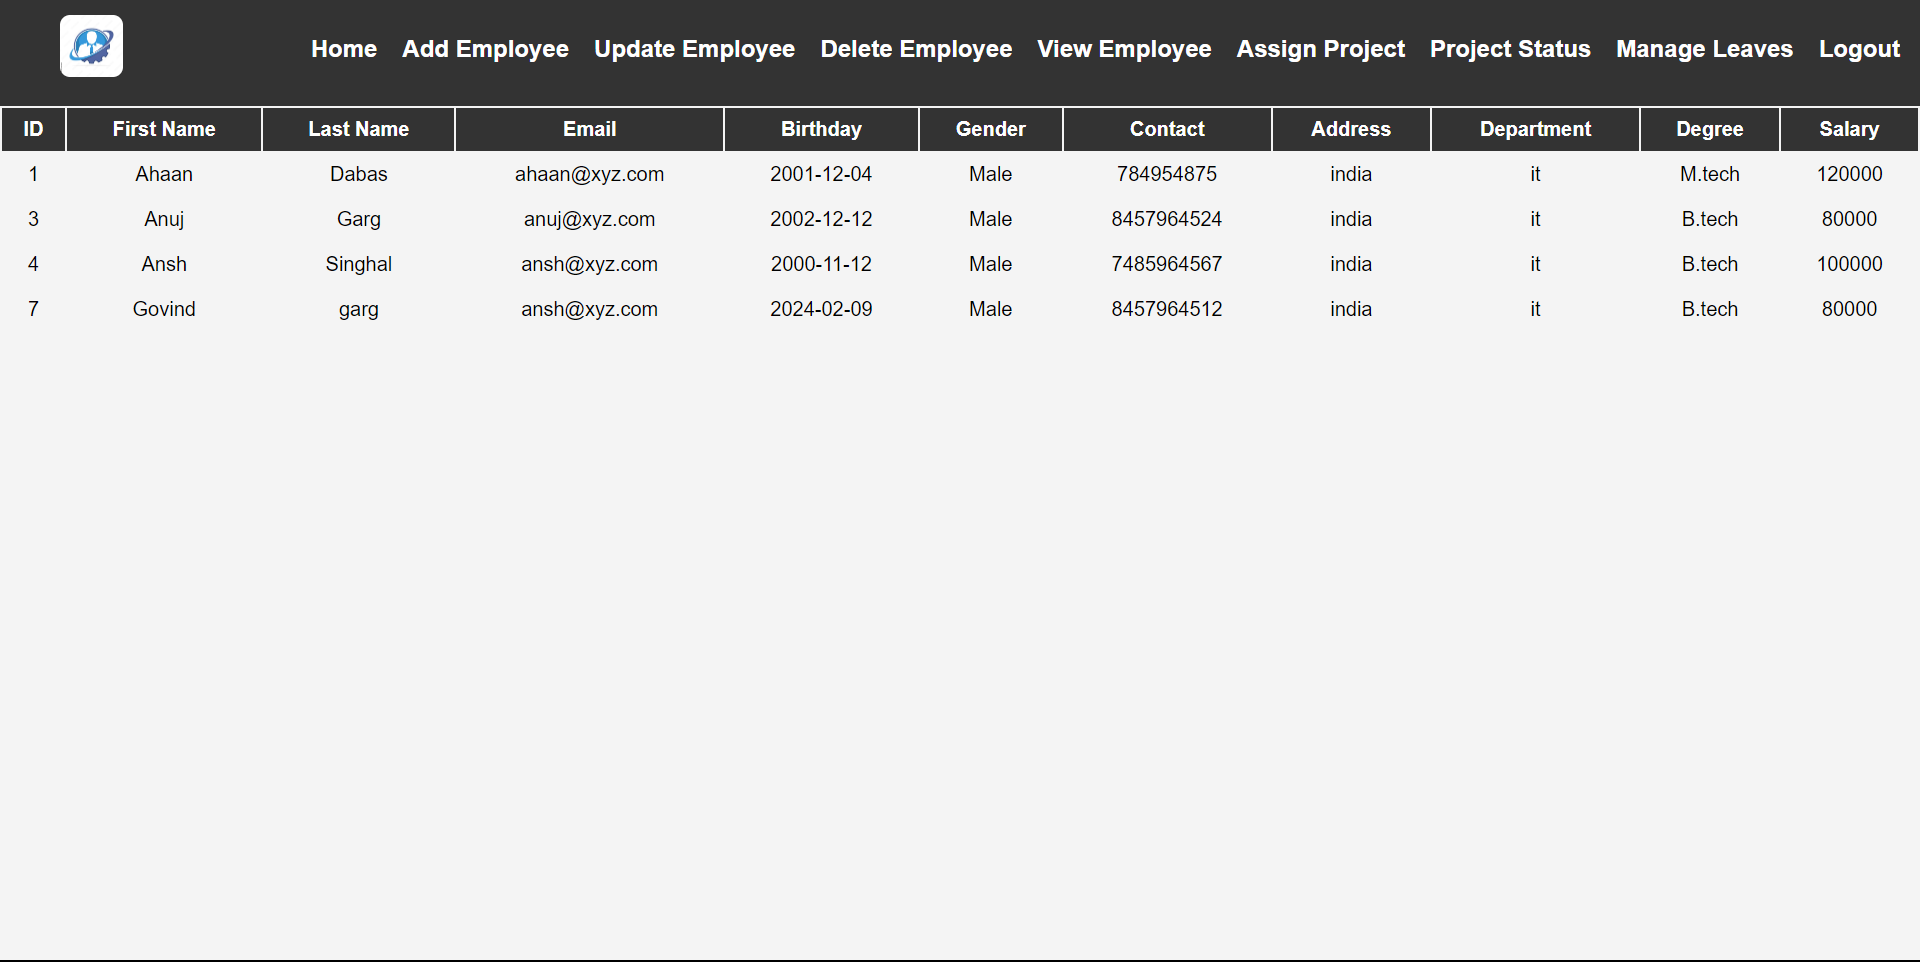 Home Add Employee Update Employee Delete Employee View Employee Assign Project Project Status Manage Leaves Logout
ID First Name Last Name Email Birthday Gender Contact Address Department Degree Salary
1 Ahaan Dabas ahaan@xyz.com 2001-12-04 Male 784954875 india it M.tech 120000
3 Anuj Garg anuj@xyz.com 2002-12-12 Male 8457964524 india it B.tech 80000
4 Ansh Singhal ansh@xyz.com 2000-11-12 Male 7485964567 india it B.tech 100000
7 Govind garg ansh@xyz.com 2024-02-09 Male 8457964512 india it B.tech 80000